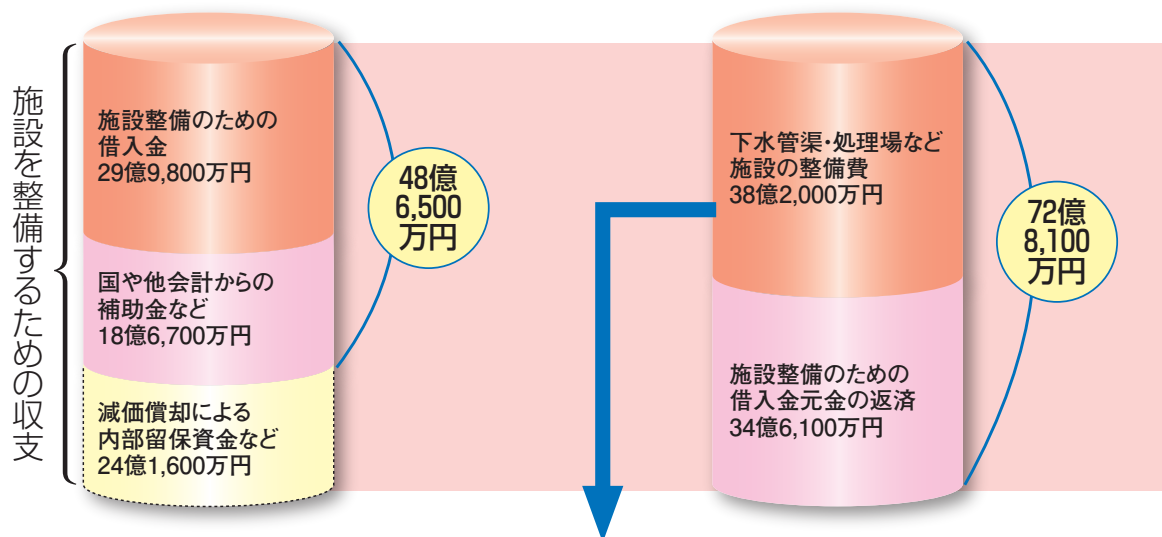 施設を整備するための収支
施設整備のための
借入金
29億9,800万円
国や他会計からの
補助金など
18億6,700万円
減価償却による
内部留保資金など
24億1,600万円
48億
6,500
万円
下水管渠・処理場など
施設の整備費
38億2,000万円
施設整備のための
借入金元金の返済
34億6,100万円
72億
8,100
万円